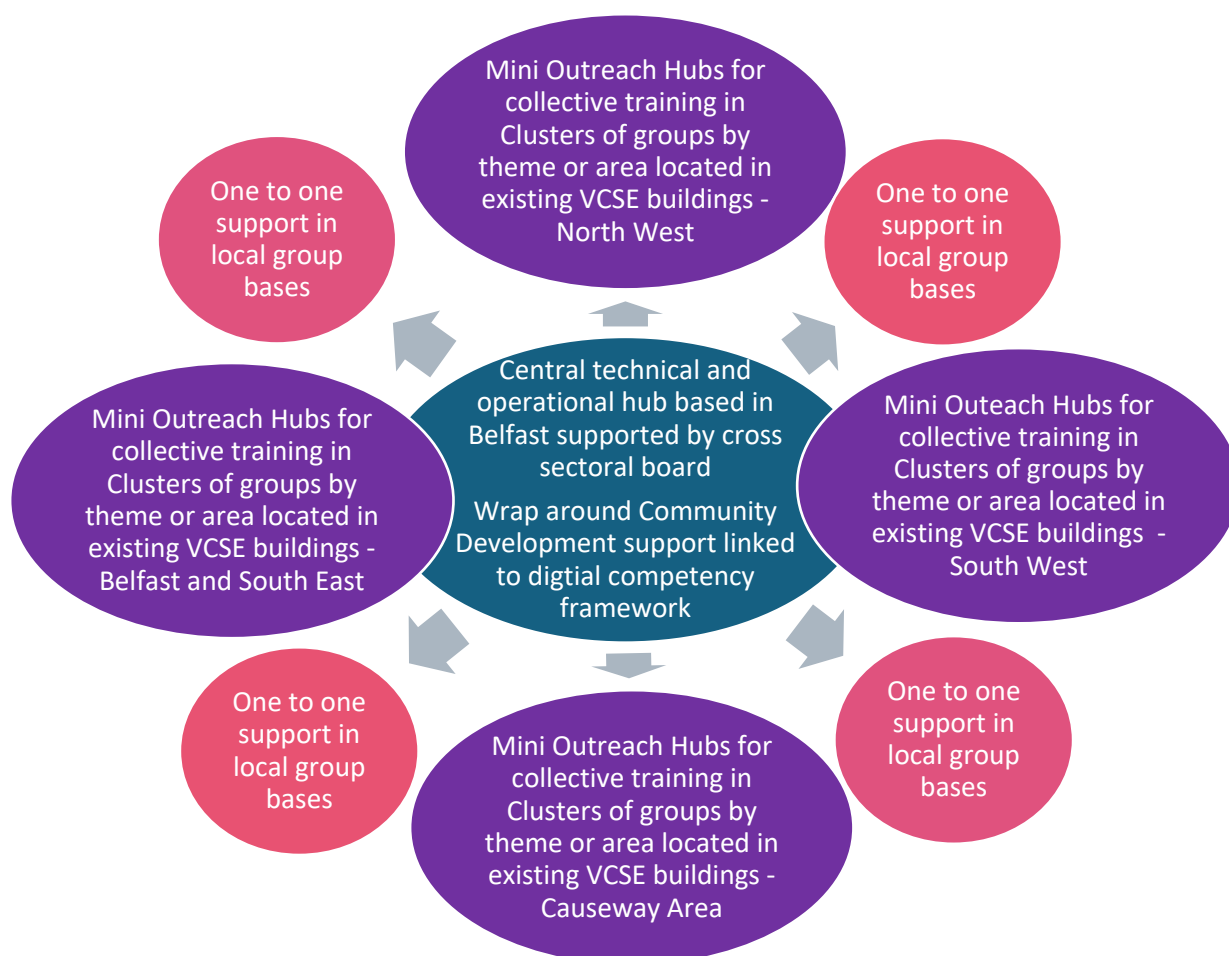 Mini Outreach Hubs for
collective training in
Clusters of groups by
theme or area located in
existing VCSE buildings -
North West
One to one
support in
local group
bases
One to one
support in
local group
bases
Mini Outreach Hubs for
collective training in
Clusters of groups by
theme or area located in
existing VCSE buildings -
Belfast and South East
Central technical and
operational hub based in
Belfast supported by cross
sectoral board
Wrap around Community
Development support linked
to digtial competency
framework
Mini Outeach Hubs for
collective training in
Clusters of groups by
theme or area located in
existing VCSE buildings -
South West
One to one
support in
local group
bases
One to one
support in
local group
bases
Mini Outreach Hubs for
collective training in
Clusters of groups by
theme or area located in
existing VCSE buildings -
Causeway Area